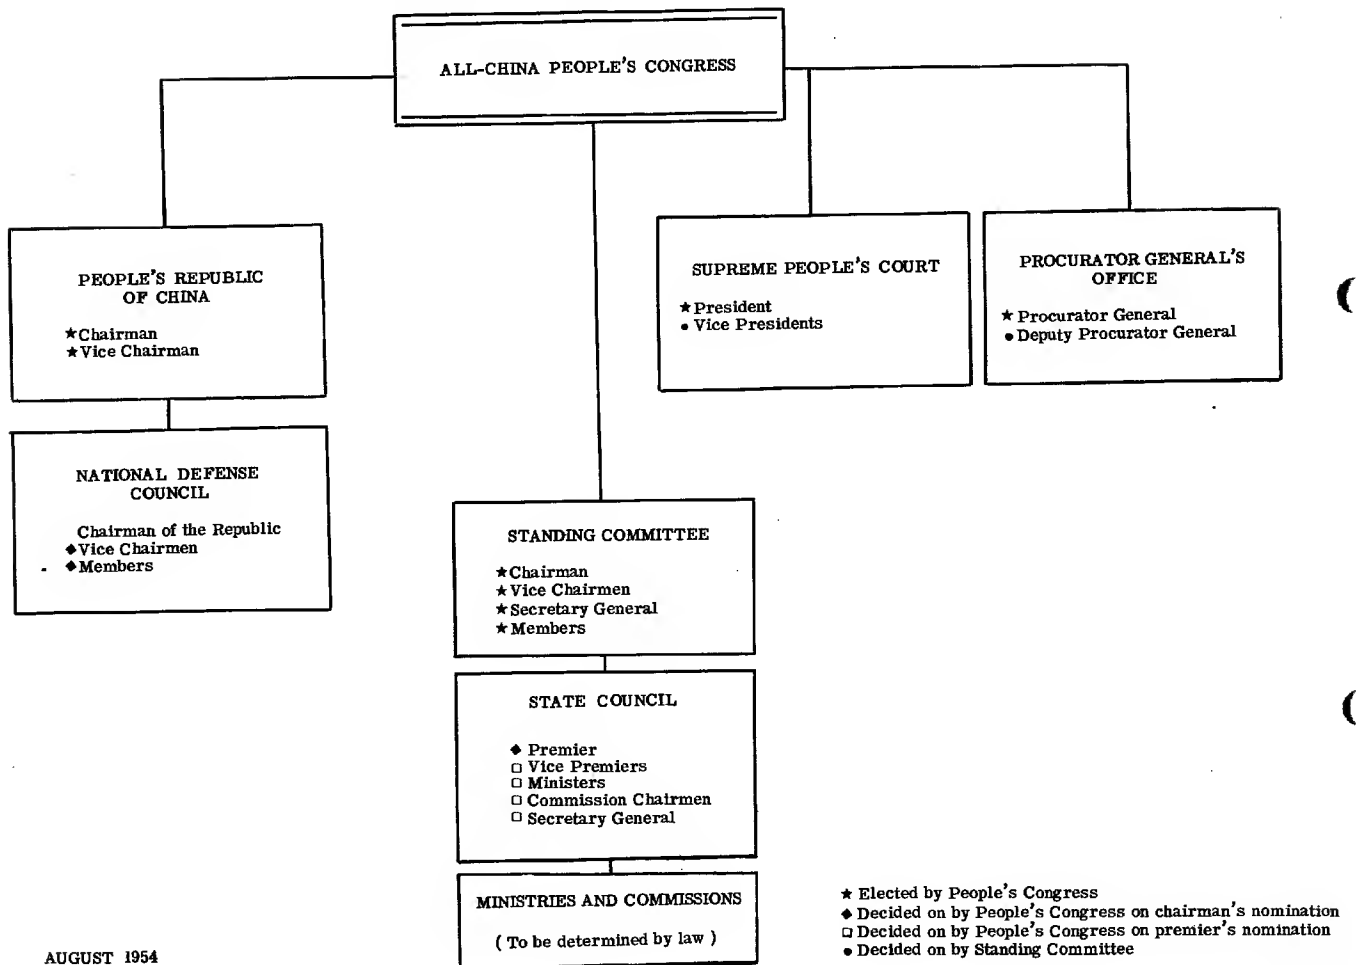 ALL-CHINA PEOPLE'S CONGRESS
PEOPLE'S REPUBLIC
OF CHINA
★Chairman
★Vice Chairman
NATIONAL DEFENSE
COUNCIL
Chairman of the Republic
◆Vice Chairmen
◆Members
STANDING COMMITTEE
★Chairman
★Vice Chairmen
★Secretary General
★Members
STATE COUNCIL
◆ Premier
□ Vice Premiers
□ Ministers
□ Commission Chairmen
□ Secretary General
MINISTRIES AND COMMISSIONS
( To be determined by law )
SUPREME PEOPLE'S COURT
★President
● Vice Presidents
PROCURATOR GENERAL'S
OFFICE
★ Procurator General
● Deputy Procurator General
★ Elected by People's Congress
◆ Decided on by People's Congress on chairman's nomination
□ Decided on by People's Congress on premier's nomination
● Decided on by Standing Committee
AUGUST 1954